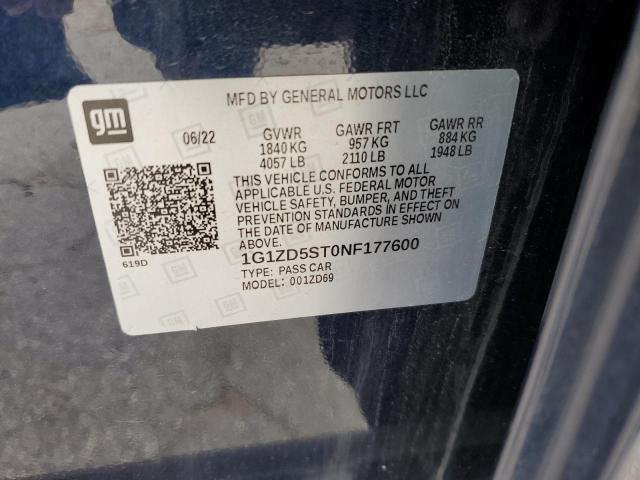 gm
MFD BY GENERAL MOTORS LLC
06/22 GVWR GAWR FRT GAWR RR
1840 KG 957 KG 884 KG
4057 LB 2110 LB 1948 LB
THIS VEHICLE CONFORMS TO ALL
APPLICABLE U.S. FEDERAL MOTOR
VEHICLE SAFETY, BUMPER, AND THEFT
PREVENTION STANDARDS IN EFFECT ON
THE DATE OF MANUFACTURE SHOWN
ABOVE.
619D
1G1ZD5ST0NF177600
TYPE: PASS CAR
MODEL: 001ZD69